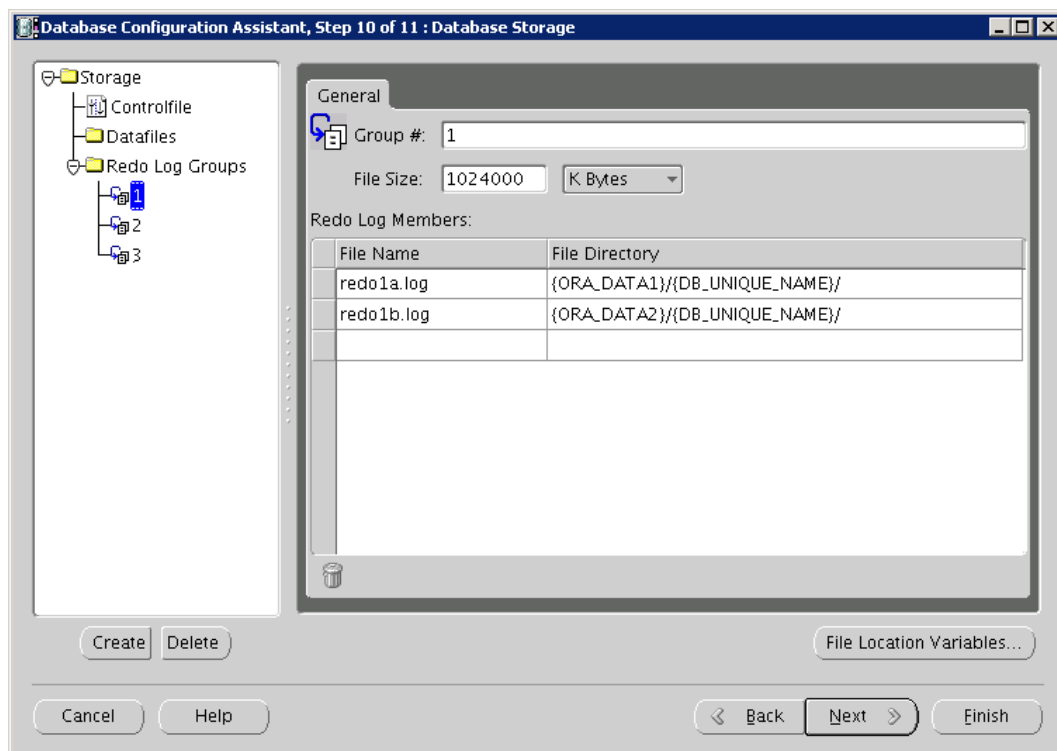 Database Configuration Assistant, Step 10 of 11 : Database Storage
Storage
Controlfile
Datafiles
Redo Log Groups
1
2
3
General
Group #: 1
File Size: 1024000 K Bytes
Redo Log Members:
File Name File Directory
redo1a.log {ORA_DATA1}/{DB_UNIQUE_NAME}/
redo1b.log {ORA_DATA2}/{DB_UNIQUE_NAME}/
Create Delete File Location Variables...
Cancel Help Back Next Finish